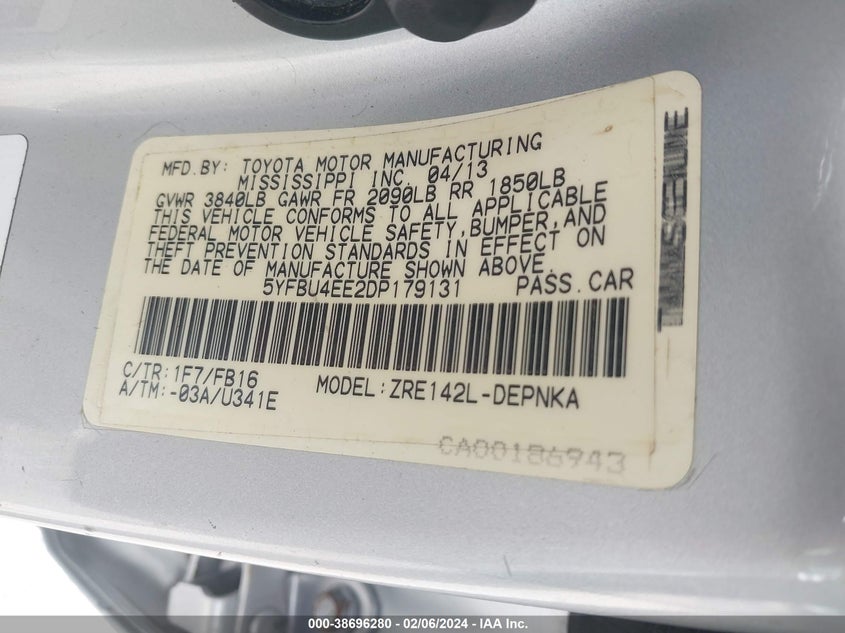 MFD.BY: TOYOTA MOTOR MANUFACTURING
MISSISSIPPI INC. 04/13
GVWR 3840LB GAWR FR 2090LB RR 1850LB
THIS VEHICLE CONFORMS TO ALL APPLICABLE
FEDERAL MOTOR VEHICLE SAFETY,BUMPER,AND
THEFT PREVENTION STANDARDS IN EFFECT ON
THE DATE OF MANUFACTURE SHOWN ABOVE.
5YFBU4EE2DP179131 PASS.CAR
C/TR:1F7/FB16
A/TM:-03A/U341E MODEL:ZRE142L-DEPNKA
CA00186943
000-38696280 - 02/06/2024 - IAA Inc.